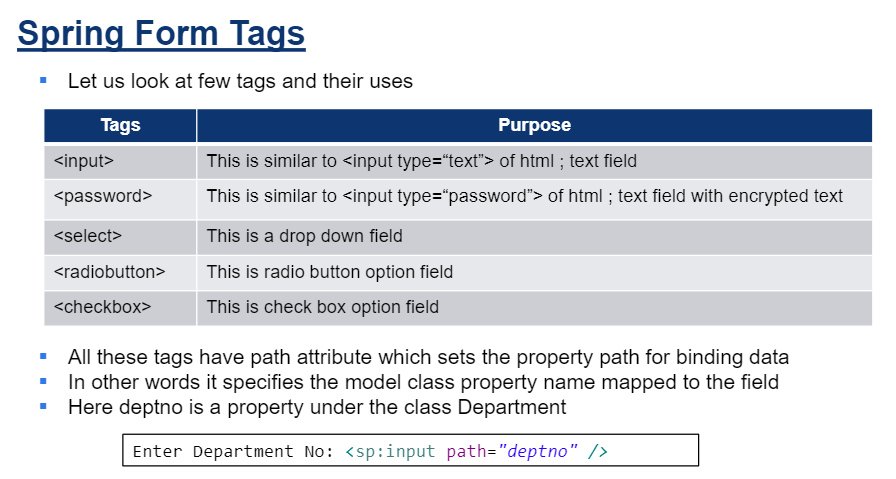 Spring Form Tags
Let us look at few tags and their uses
Tags Purpose
<input> This is similar to <input type=“text”> of html ; text field
<password> This is similar to <input type=“password”> of html ; text field with encrypted text
<select> This is a drop down field
<radiobutton> This is radio button option field
<checkbox> This is check box option field
All these tags have path attribute which sets the property path for binding data
In other words it specifies the model class property name mapped to the field
Here deptno is a property under the class Department
Enter Department No: <sp:input path="deptno" />